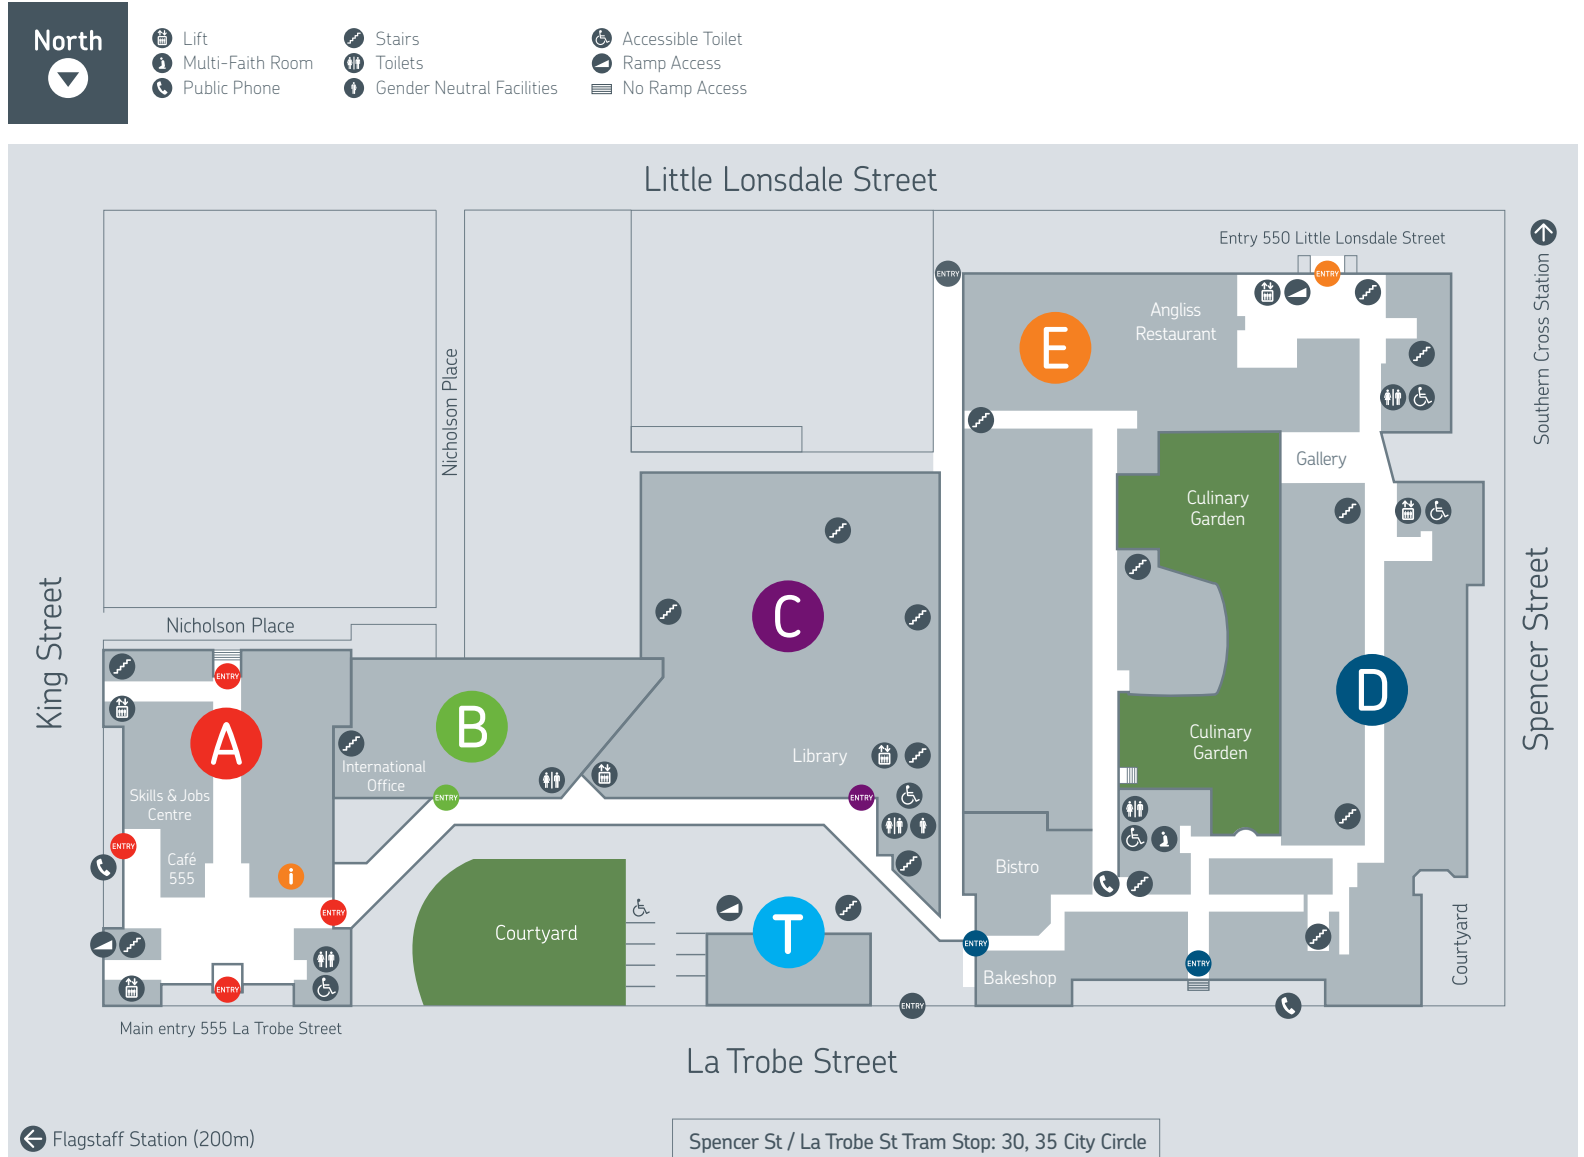 North
Lift
Multi-Faith Room
Public Phone
Stairs
Toilets
Gender Neutral Facilities
Accessible Toilet
Ramp Access
No Ramp Access
Little Lonsdale Street
Entry 550 Little Lonsdale Street
ENTRY
ENTRY
Southern Cross Station
Angliss
Restaurant
E
Nicholson Place
Gallery
Culinary
Garden
C
King Street
Nicholson Place
Spencer Street
ENTRY
D
A
B
Culinary
Garden
Library
International
Office
Skills & Jobs
Centre
ENTRY
ENTRY
ENTRY
Café
555
i
Bistro
ENTRY
Courtyard
T
ENTRY
ENTRY
Courtyard
Bakeshop
ENTRY
ENTRY
Main entry 555 La Trobe Street
La Trobe Street
Flagstaff Station (200m)
Spencer St / La Trobe St Tram Stop: 30, 35 City Circle